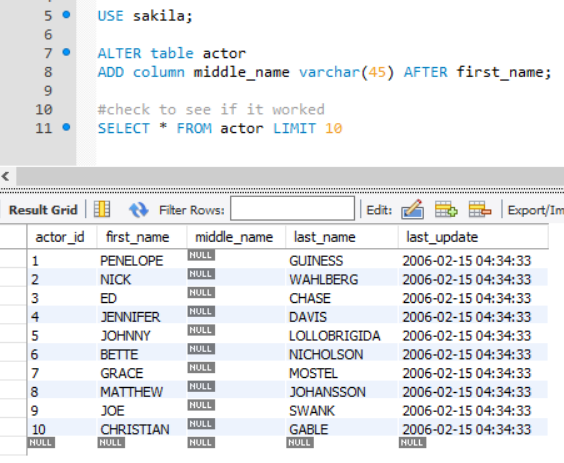 5 USE sakila;
6
7 ALTER table actor
8 ADD column middle_name varchar(45) AFTER first_name;
9
10 #check to see if it worked
11 SELECT * FROM actor LIMIT 10
Result Grid Filter Rows: Edit: Export/Im
actor_id first_name middle_name last_name last_update
1 PENELOPE NULL GUINESS 2006-02-15 04:34:33
2 NICK NULL WAHLBERG 2006-02-15 04:34:33
3 ED NULL CHASE 2006-02-15 04:34:33
4 JENNIFER NULL DAVIS 2006-02-15 04:34:33
5 JOHNNY NULL LOLLOBRIGIDA 2006-02-15 04:34:33
6 BETTE NULL NICHOLSON 2006-02-15 04:34:33
7 GRACE NULL MOSTEL 2006-02-15 04:34:33
8 MATTHEW NULL JOHANSSON 2006-02-15 04:34:33
9 JOE NULL SWANK 2006-02-15 04:34:33
10 CHRISTIAN NULL GABLE 2006-02-15 04:34:33
NULL NULL NULL NULL NULL